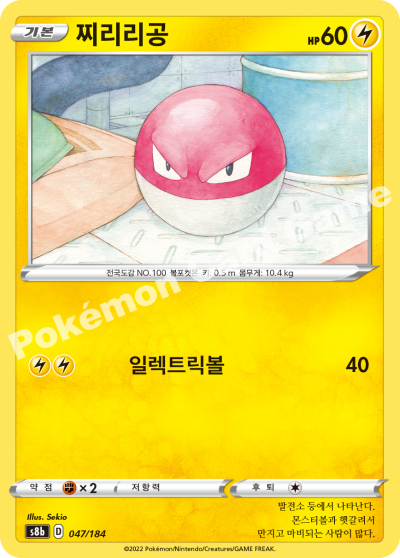 기본 찌리리공 HP60
전국도감 NO.100 볼포켓몬 키: 0.5 m 몸무게: 10.4 kg
Pokémon Card Game
일렉트릭볼 40
약점 ×2 저항력 후퇴
Illus. Sekio
s8b D 047/184
발전소 등에서 나타난다.
몬스터볼과 헷갈려서
만지고 마비되는 사람이 많다.
©2022 Pokémon/Nintendo/Creatures/GAME FREAK.